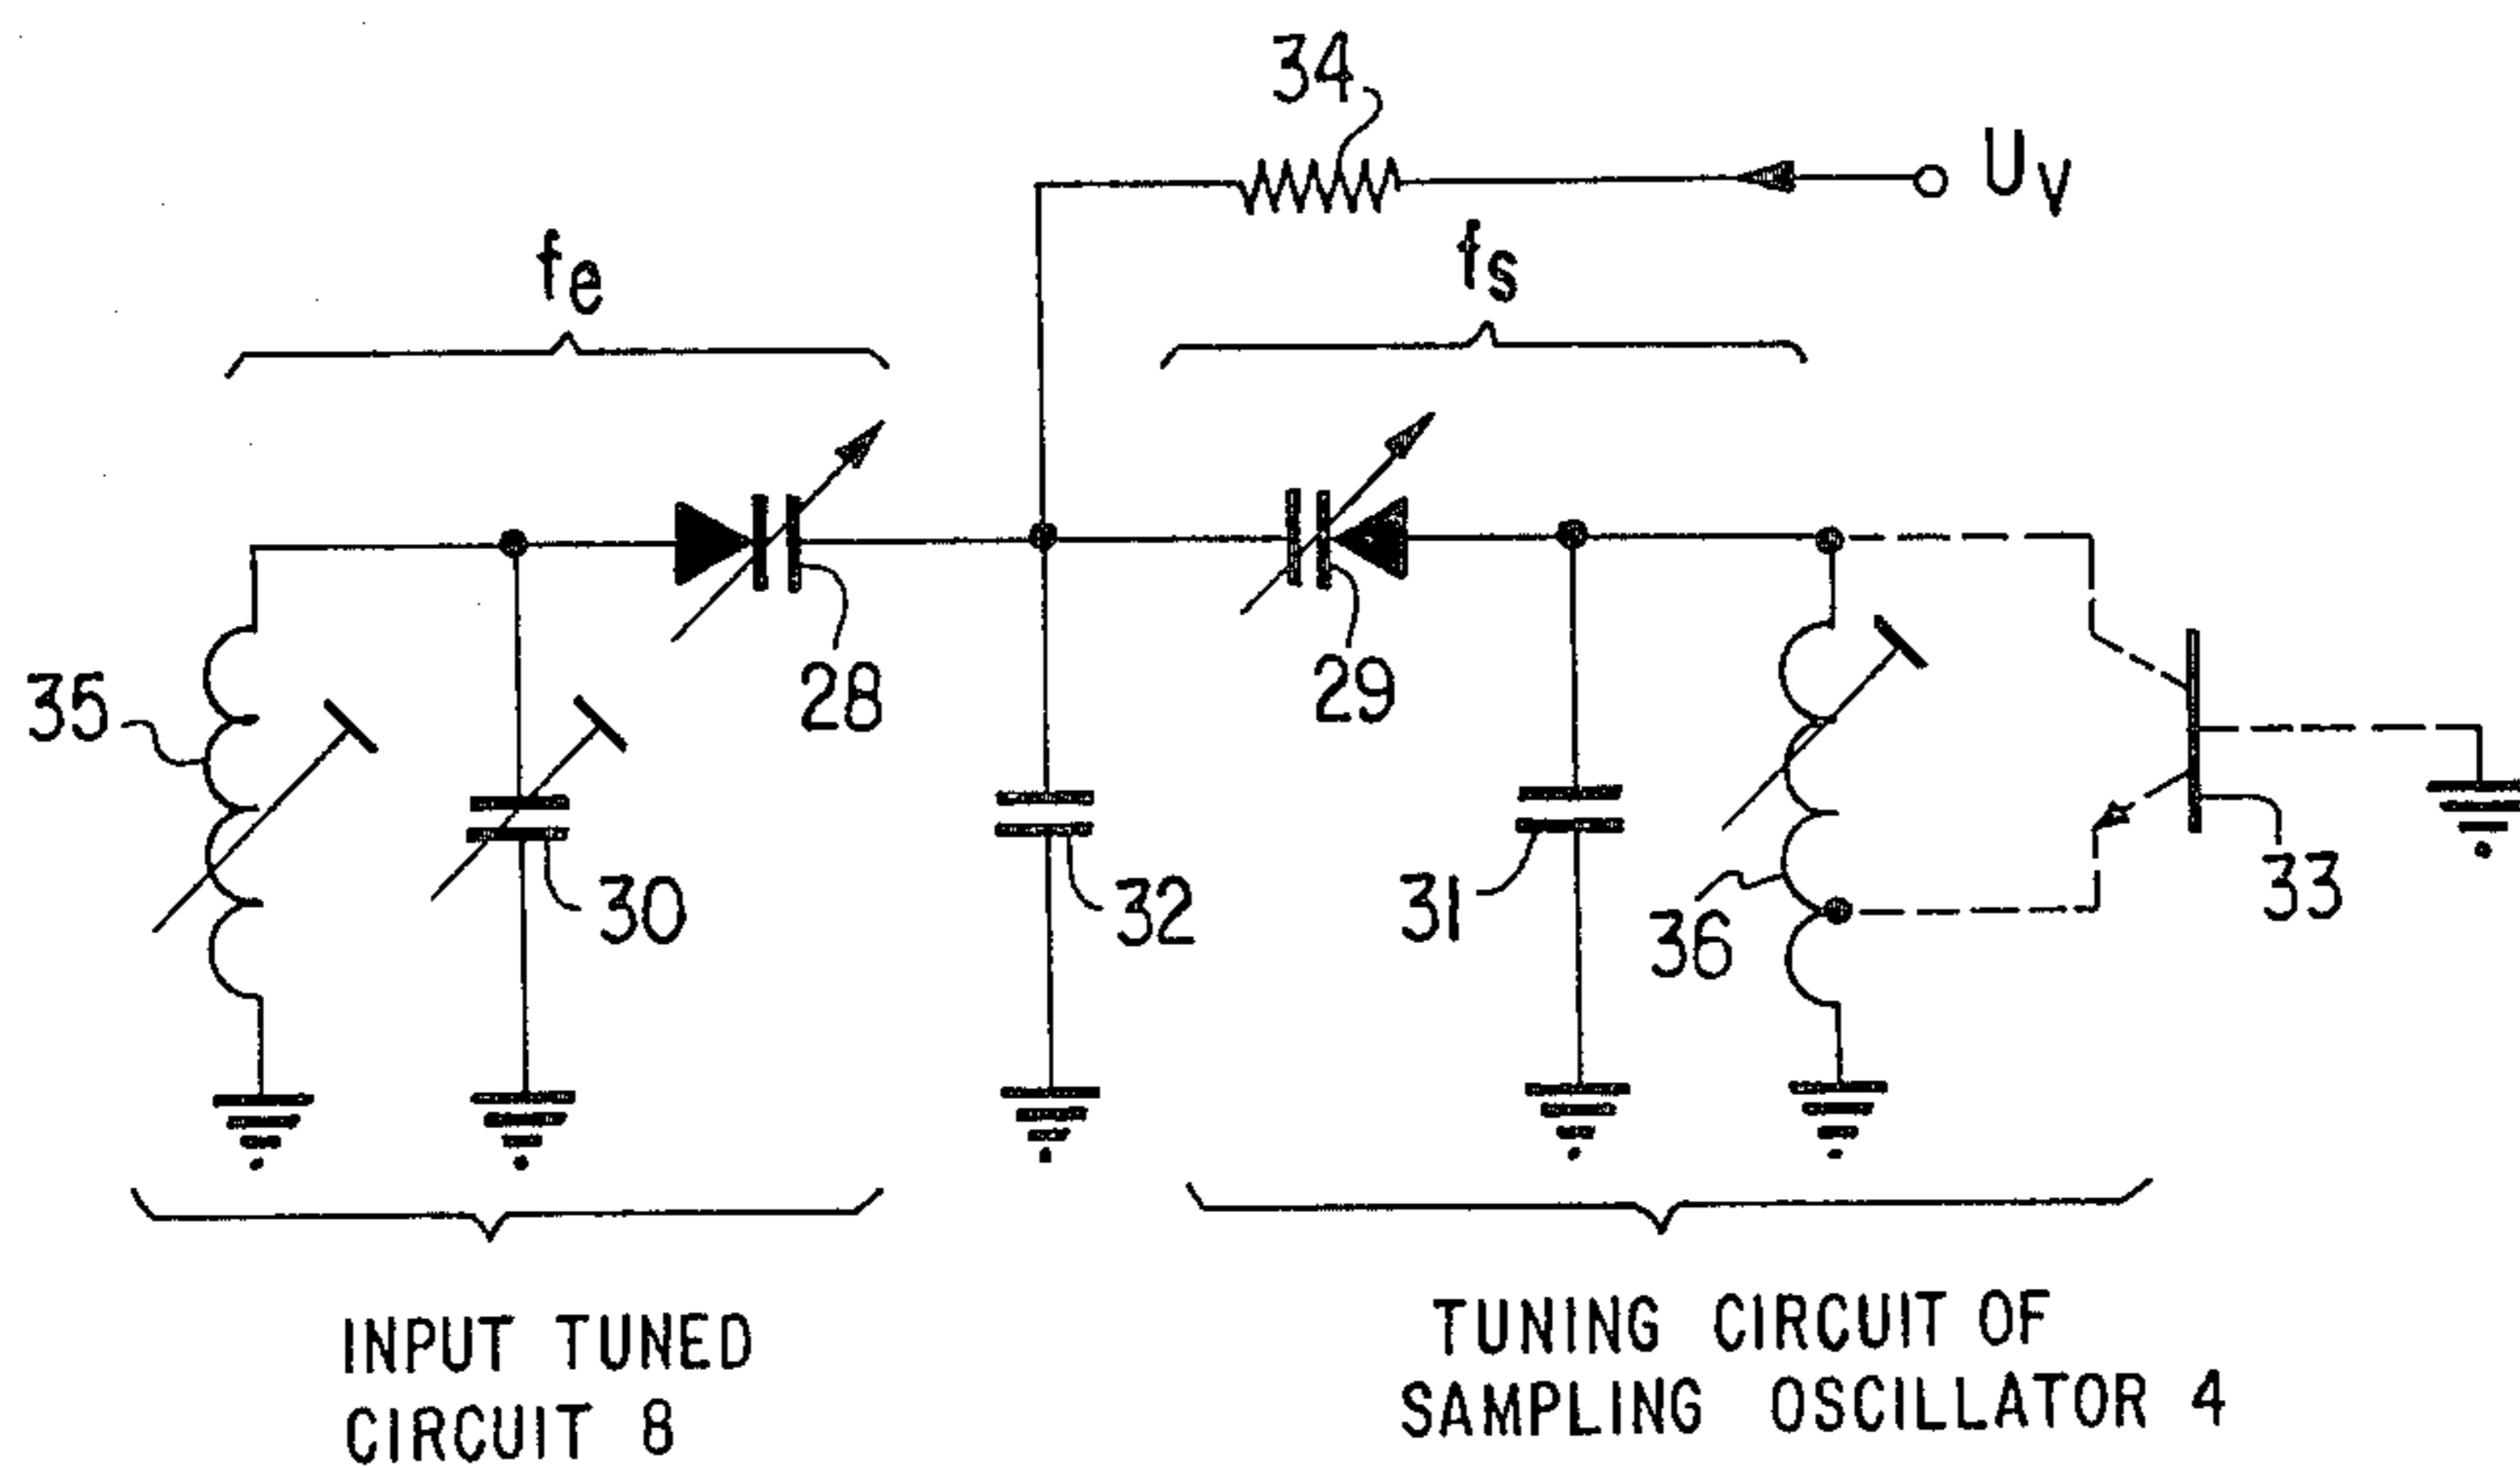 34
Uv
fe
fs
28
29
35
30
32
31
36
33
INPUT TUNED
CIRCUIT 8
TUNING CIRCUIT OF
SAMPLING OSCILLATOR 4